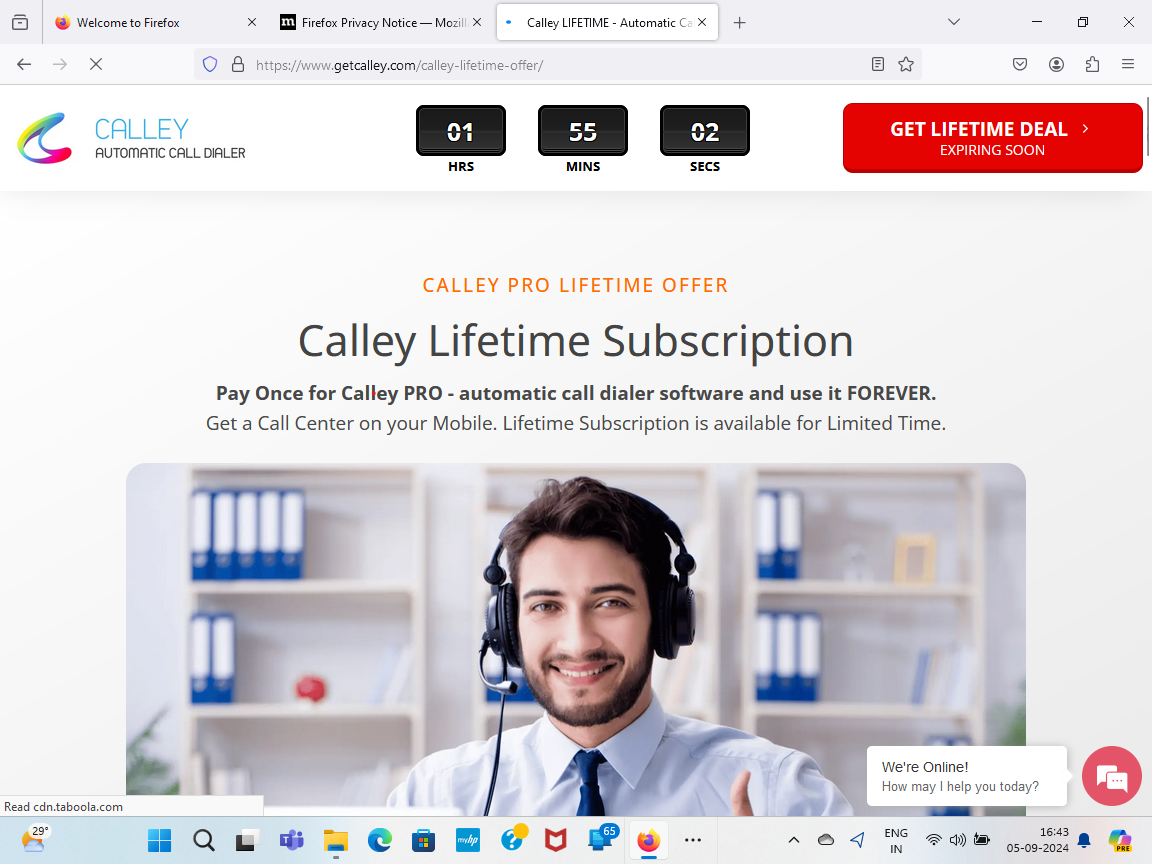 Welcome to Firefox
Firefox Privacy Notice — Mozill
Calley LIFETIME - Automatic Ca
https://www.getcalley.com/calley-lifetime-offer/
CALLEY
AUTOMATIC CALL DIALER
01 55 02
HRS MINS SECS
GET LIFETIME DEAL
EXPIRING SOON
CALLEY PRO LIFETIME OFFER
Calley Lifetime Subscription
Pay Once for Calley PRO - automatic call dialer software and use it FOREVER.
Get a Call Center on your Mobile. Lifetime Subscription is available for Limited Time.
We're Online!
How may I help you today?
Read cdn.taboola.com
29°
myhp
65
ENG
IN
16:43
05-09-2024
PRE